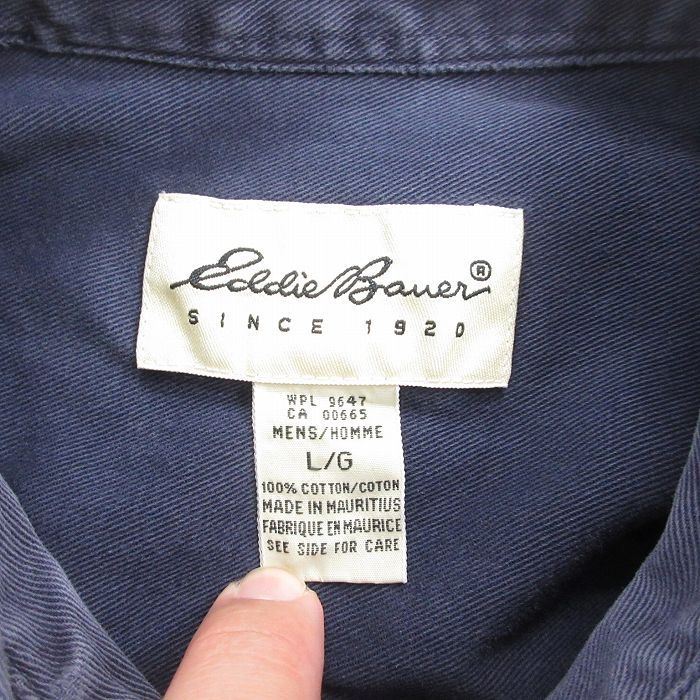 Eddie Bauer®
SINCE 1920
WPL 9647
CA 00665
MENS/HOMME
L/G
100% COTTON/COTON
MADE IN MAURITIUS
FABRIQUE EN MAURICE
SEE SIDE FOR CARE